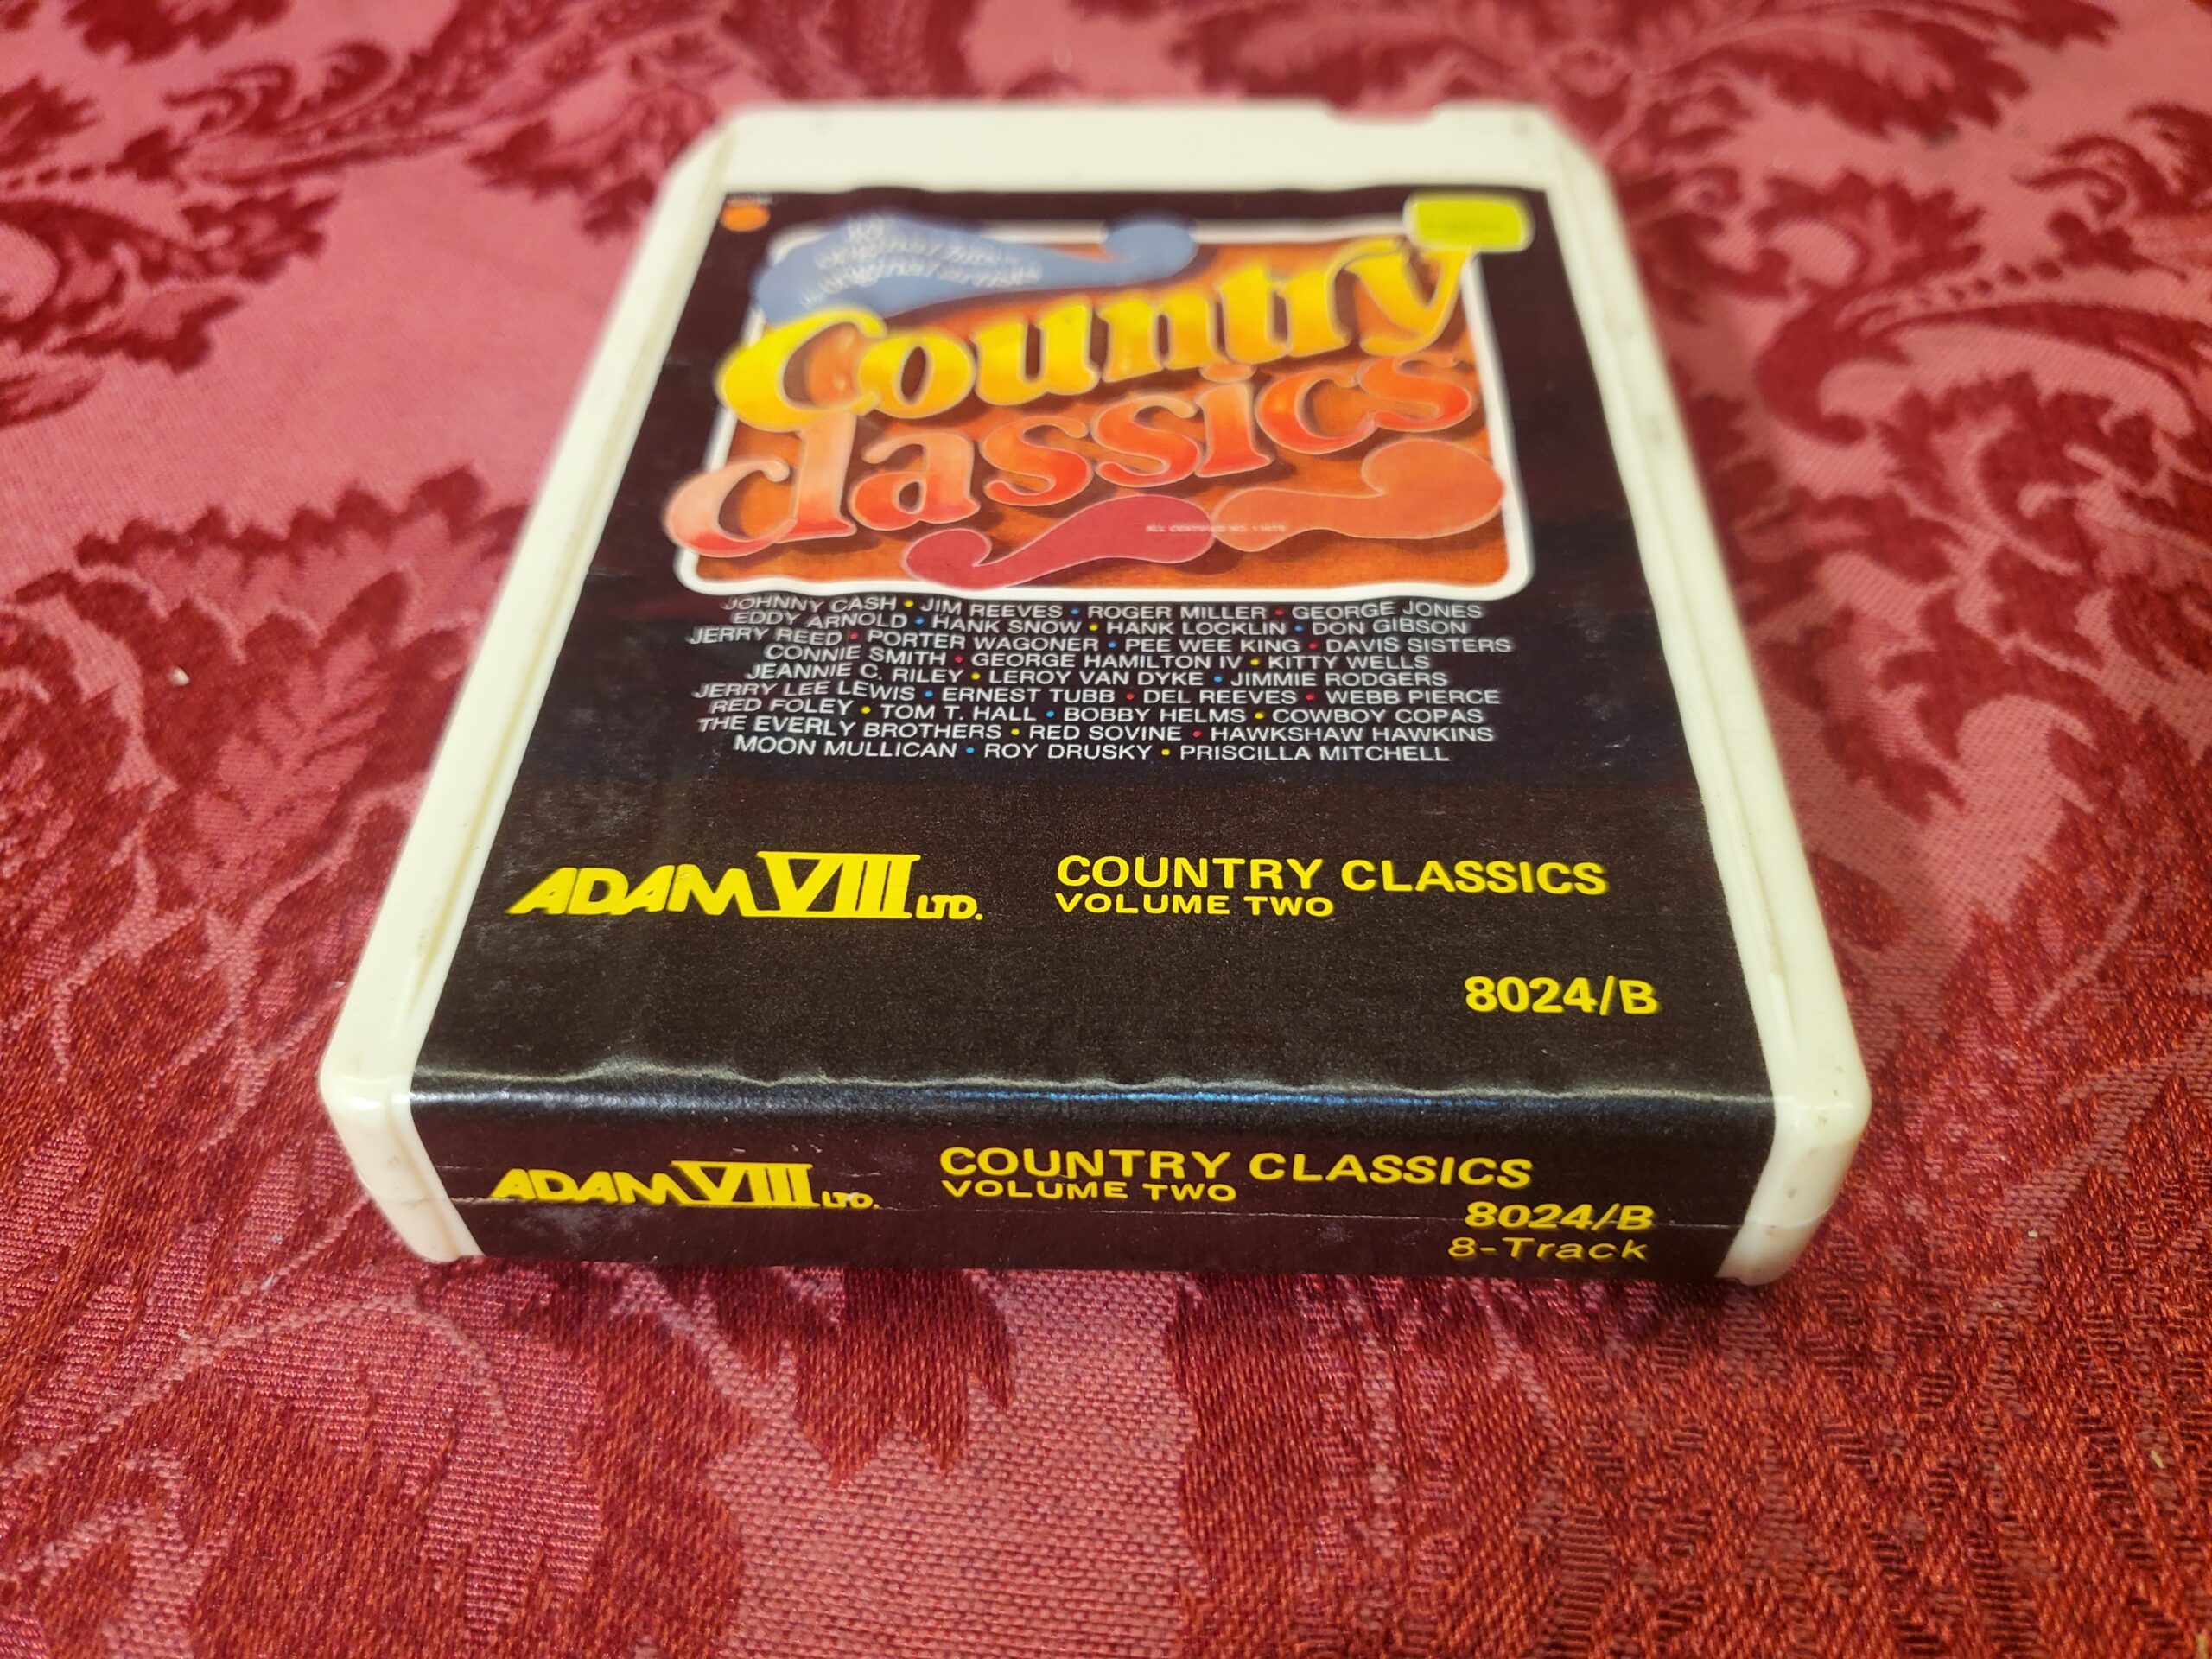 original hits
original artists
Country
classics
JOHNNY CASH • JIM REEVES • ROGER MILLER • GEORGE JONES
EDDY ARNOLD • HANK SNOW • HANK LOCKLIN • DON GIBSON
JERRY REED • PORTER WAGONER • PEE WEE KING • DAVIS SISTERS
CONNIE SMITH • GEORGE HAMILTON IV • KITTY WELLS
JEANNIE C. RILEY • LEROY VAN DYKE • JIMMIE RODGERS
JERRY LEE LEWIS • ERNEST TUBB • DEL REEVES • WEBB PIERCE
RED FOLEY • TOM T. HALL • BOBBY HELMS • COWBOY COPAS
THE EVERLY BROTHERS • RED SOVINE • HAWKSHAW HAWKINS
MOON MULLICAN • ROY DRUSKY • PRISCILLA MITCHELL
ADAM VIII LTD.
COUNTRY CLASSICS
VOLUME TWO
8024/B
ADAM VIII LTD.
COUNTRY CLASSICS
VOLUME TWO
8024/B
8-Track